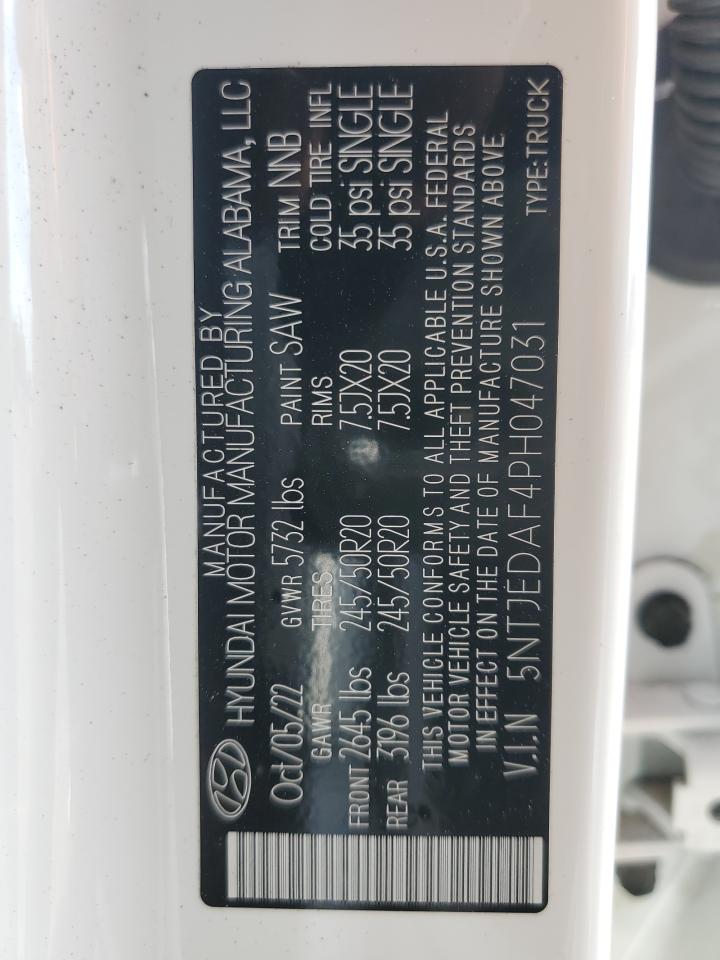 MANUFACTURED BY
HYUNDAI MOTOR MANUFACTURING ALABAMA, LLC
Oct/05/22 GVWR 5732 lbs PAINT SAW TRIM NNB
GAWR TIRES RIMS COLD TIRE INFL
FRONT 2645 lbs 245/50R20 7.5JX20 35 psi SINGLE
REAR 3196 lbs 245/50R20 7.5JX20 35 psi SINGLE
THIS VEHICLE CONFORMS TO ALL APPLICABLE U.S.A. FEDERAL
MOTOR VEHICLE SAFETY AND THEFT PREVENTION STANDARDS
IN EFFECT ON THE DATE OF MANUFACTURE SHOWN ABOVE
V.I.N 5NTJEDAF4PH047031
TYPE:TRUCK